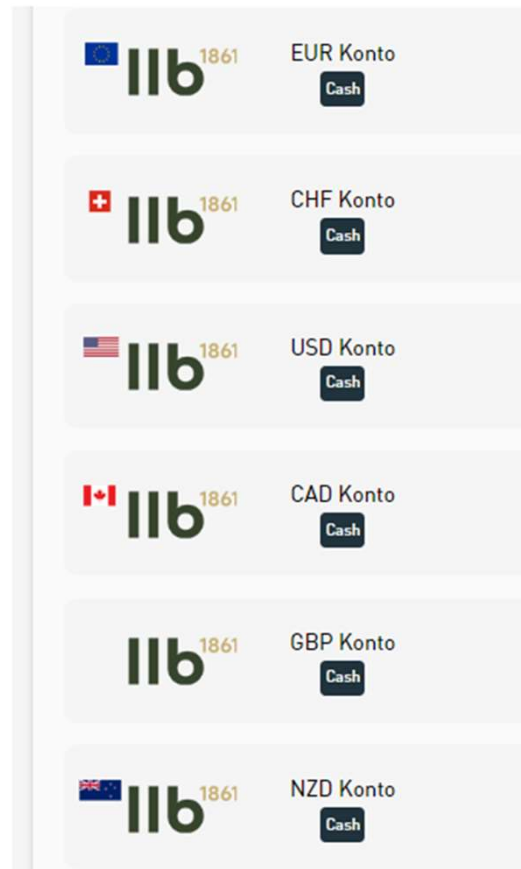 llb 1861 EUR Konto
Cash
llb 1861 CHF Konto
Cash
llb 1861 USD Konto
Cash
llb 1861 CAD Konto
Cash
llb 1861 GBP Konto
Cash
llb 1861 NZD Konto
Cash